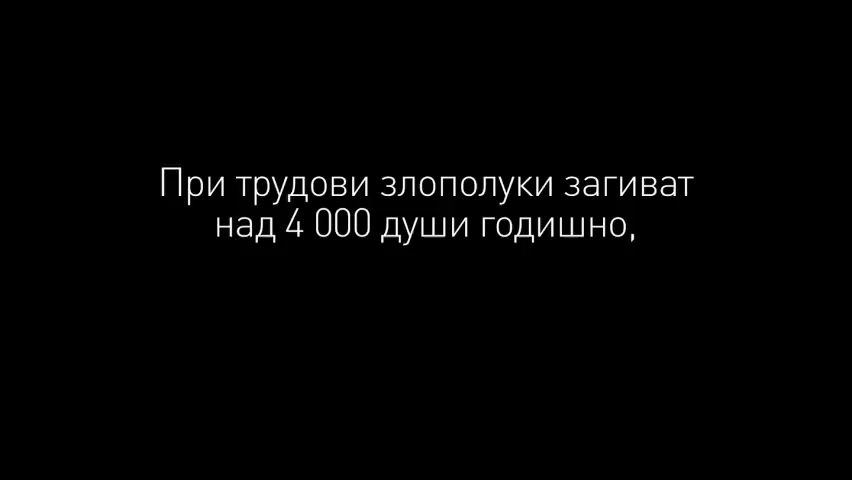 При трудови злополуки загиват
над 4 000 души годишно,